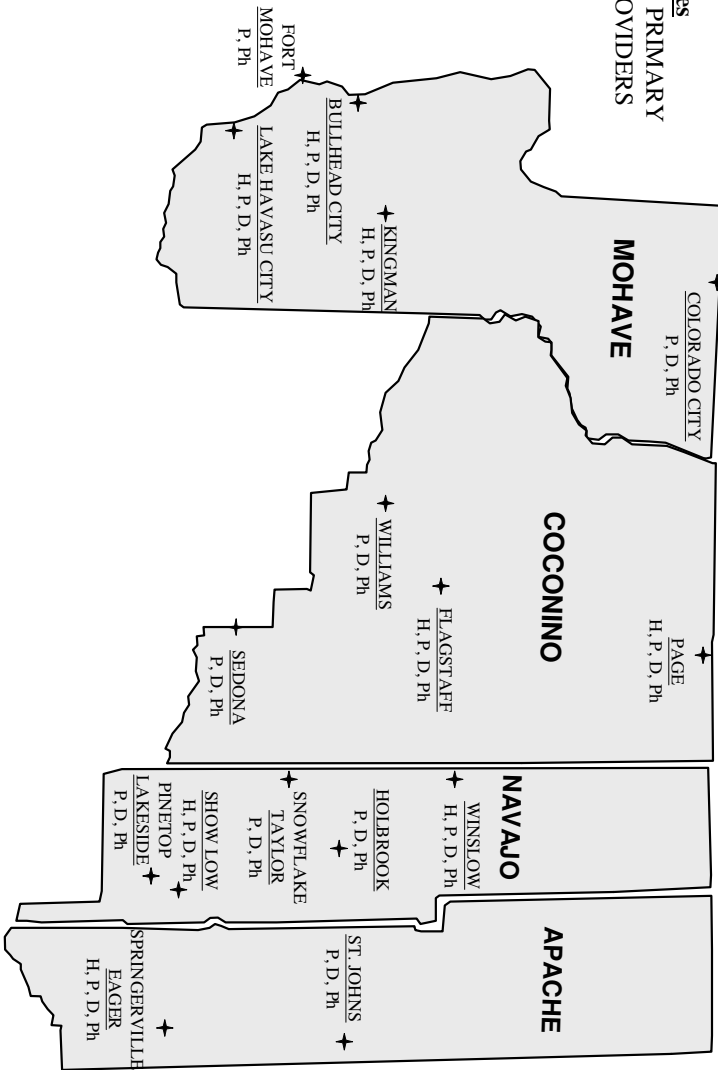 es
PRIMARY
OVIDERS
COLORADO CITY
P, D, Ph
MOHAVE
KINGMAN
H, P, D, Ph
BULLHEAD CITY
H, P, D, Ph
FORT
MOHAVE
P, Ph
LAKE HAVASU CITY
H, P, D, Ph
PAGE
H, P, D, Ph
COCONINO
FLAGSTAFF
H, P, D, Ph
WILLIAMS
P, D, Ph
SEDONA
P, D, Ph
NAVAJO
WINSLOW
H, P, D, Ph
HOLBROOK
P, D, Ph
SNOWFLAKE
TAYLOR
P, D, Ph
SHOW LOW
H, P, D, Ph
PINETOP
LAKESIDE
P, D, Ph
APACHE
ST. JOHNS
P, D, Ph
SPRINGERVILLE
EAGER
H, P, D, Ph